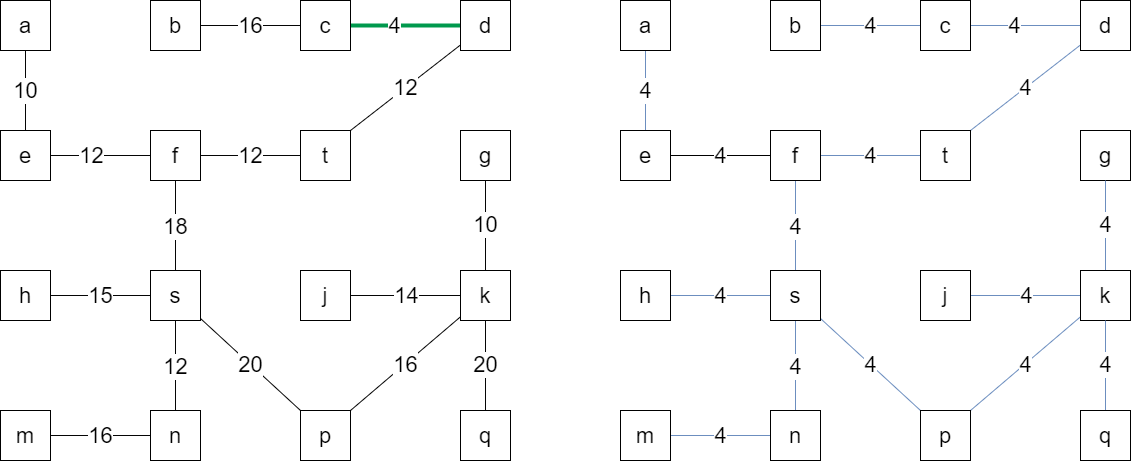 a b 16 c 4 d a b 4 c 4 d
10 12 4 4
e 12 f 12 t g e 4 f 4 t g
18 10 4 4
h 15 s j 14 k h 4 s j 4 k
12 20 16 20 4 4 4 4
m 16 n p q m 4 n p q